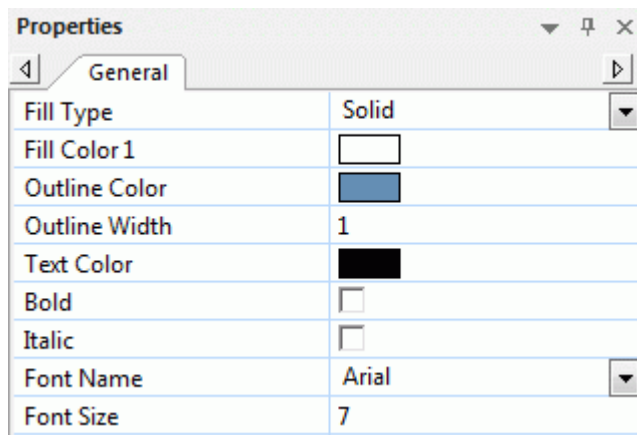 Properties
General
Fill Type Solid
Fill Color 1
Outline Color
Outline Width 1
Text Color
Bold
Italic
Font Name Arial
Font Size 7